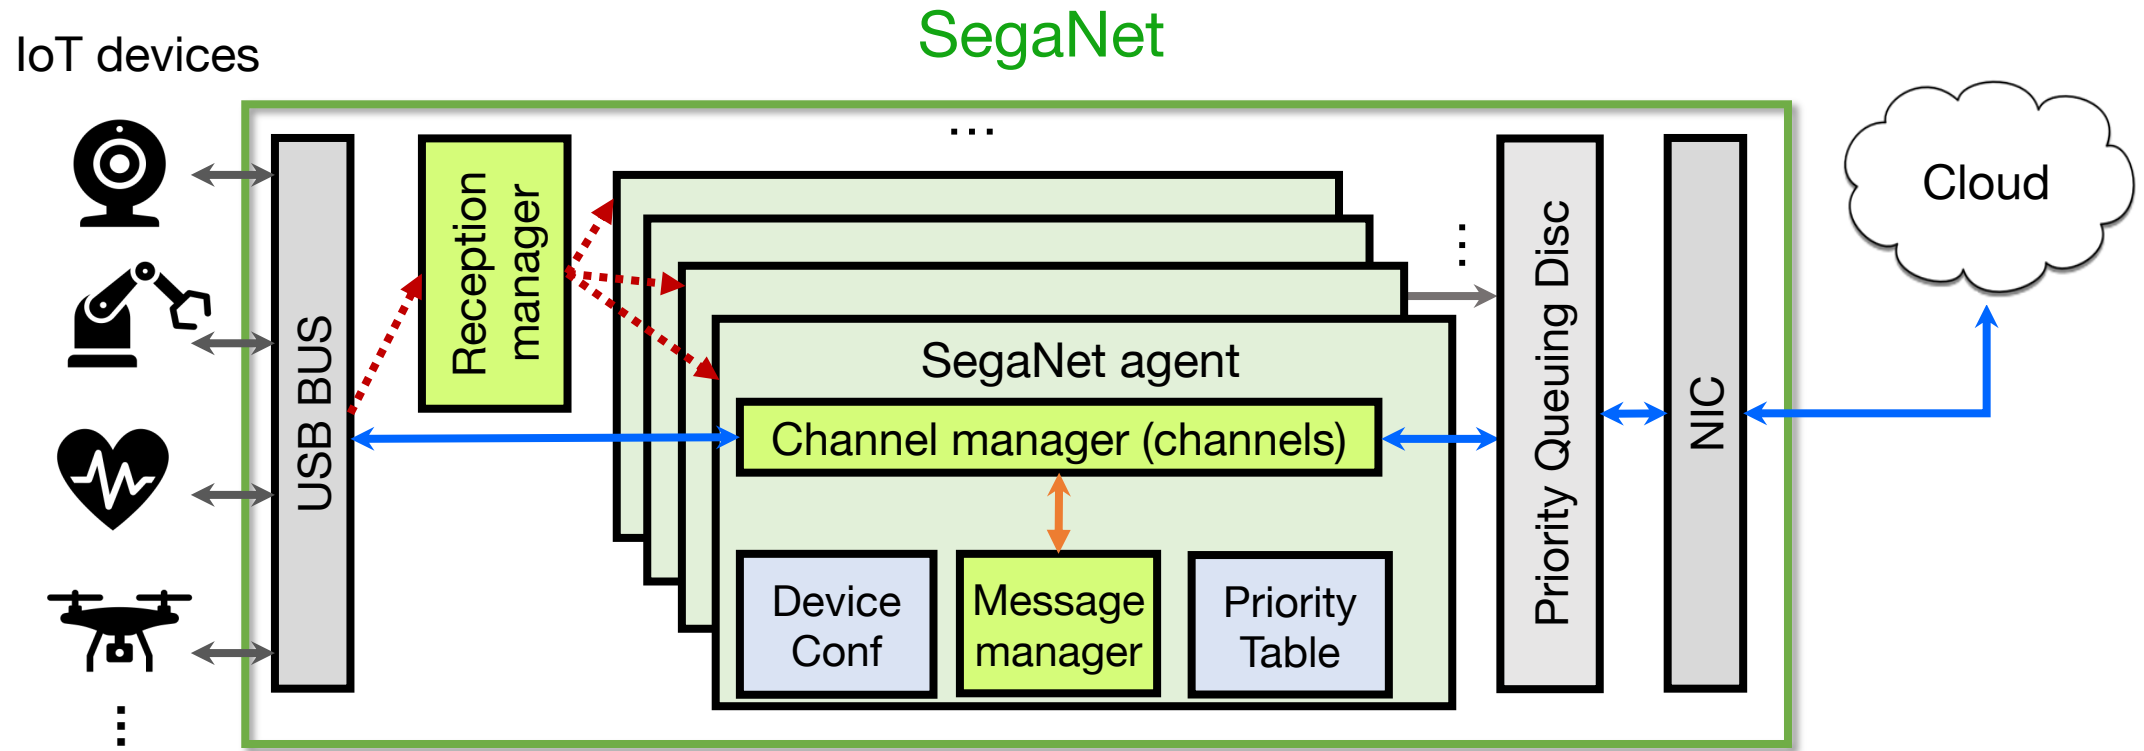 SegaNet
IoT devices
...
USB BUS
Reception
manager
SegaNet agent
Channel manager (channels)
Device
Conf
Message
manager
Priority
Table
...
Priority Queuing Disc
NIC
Cloud
...